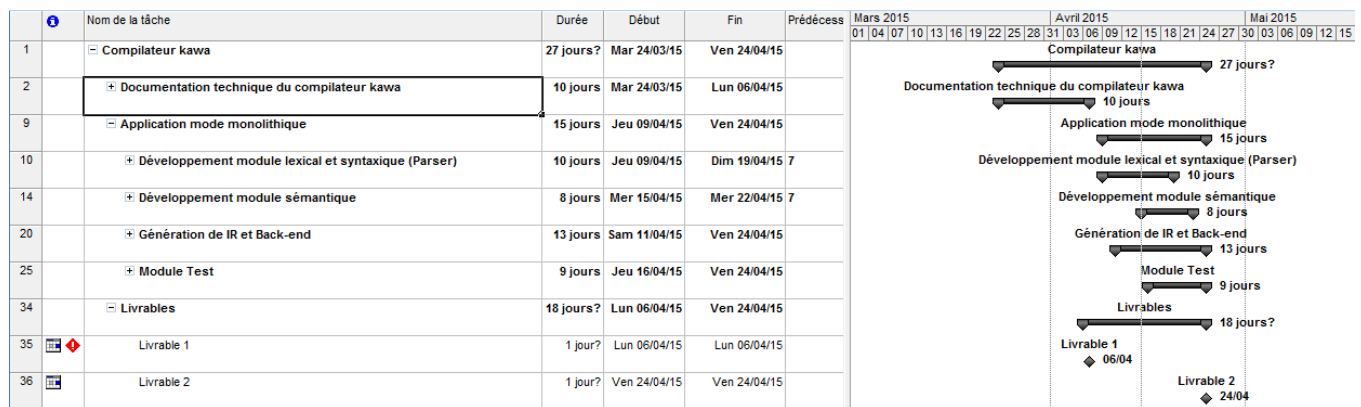 Nom de la tâche Durée Début Fin Prédécess Mars 2015 Avril 2015 Mai 2015
01 04 07 10 13 16 19 22 25 28 31 03 06 09 12 15 18 21 24 27 30 03 06 09 12 15
1 Compilateur kawa 27 jours? Mar 24/03/15 Ven 24/04/15 Compilateur kawa
27 jours?
2 Documentation technique du compilateur kawa 10 jours Mar 24/03/15 Lun 06/04/15 Documentation technique du compilateur kawa
10 jours
9 Application mode monolithique 15 jours Jeu 09/04/15 Ven 24/04/15 Application mode monolithique
15 jours
10 Développement module lexical et syntaxique (Parser) 10 jours Jeu 09/04/15 Dim 19/04/15 7 Développement module lexical et syntaxique (Parser)
10 jours
14 Développement module sémantique 8 jours Mer 15/04/15 Mer 22/04/15 7 Développement module sémantique
8 jours
20 Génération de IR et Back-end 13 jours Sam 11/04/15 Ven 24/04/15 Génération de IR et Back-end
13 jours
25 Module Test 9 jours Jeu 16/04/15 Ven 24/04/15 Module Test
9 jours
34 Livrables 18 jours? Lun 06/04/15 Ven 24/04/15 Livrables
18 jours?
35 Livrable 1 1 jour? Lun 06/04/15 Lun 06/04/15 Livrable 1
06/04
36 Livrable 2 1 jour? Ven 24/04/15 Ven 24/04/15 Livrable 2
24/04